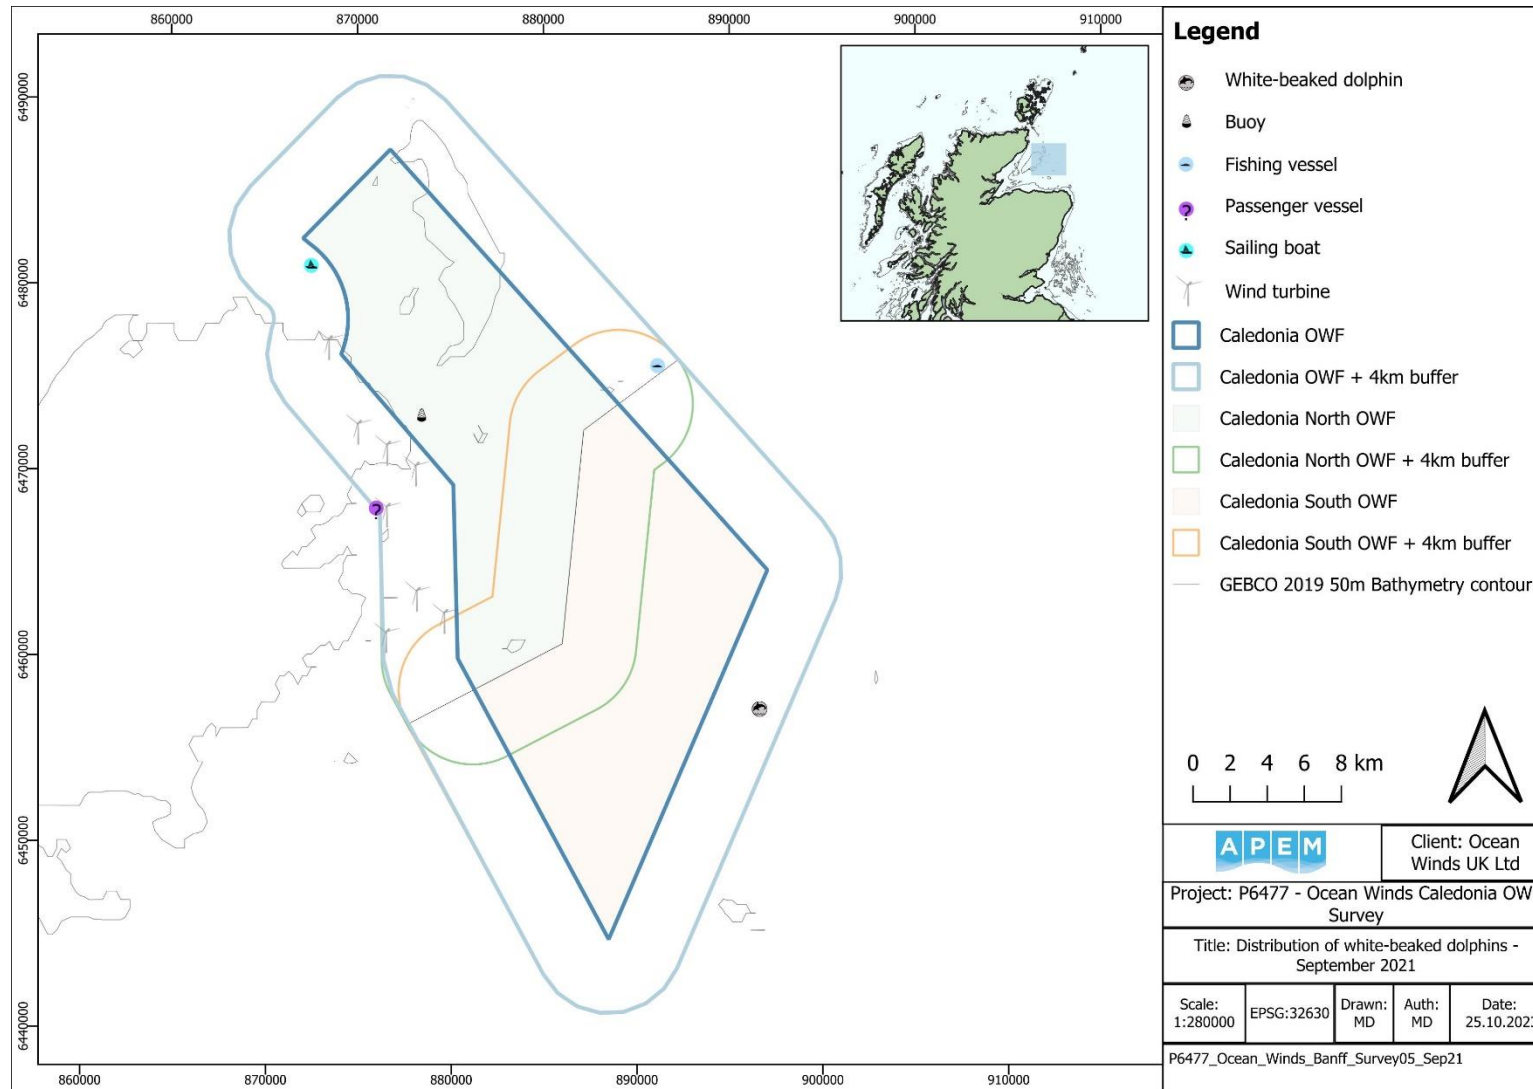 860000 870000 880000 890000 900000 910000
6490000
6480000
6470000
6460000
6450000
6440000
860000 870000 880000 890000 900000 910000
Legend
White-beaked dolphin
Buoy
Fishing vessel
Passenger vessel
Sailing boat
Wind turbine
Caledonia OWF
Caledonia OWF + 4km buffer
Caledonia North OWF
Caledonia North OWF + 4km buffer
Caledonia South OWF
Caledonia South OWF + 4km buffer
GEBCO 2019 50m Bathymetry contour
0 2 4 6 8 km
APEM
Client: Ocean
Winds UK Ltd
Project: P6477 - Ocean Winds Caledonia OW
Survey
Title: Distribution of white-beaked dolphins -
September 2021
Scale:
1:280000
EPSG:32630
Drawn:
MD
Auth:
MD
Date:
25.10.202
P6477_Ocean_Winds_Banff_Survey05_Sep21